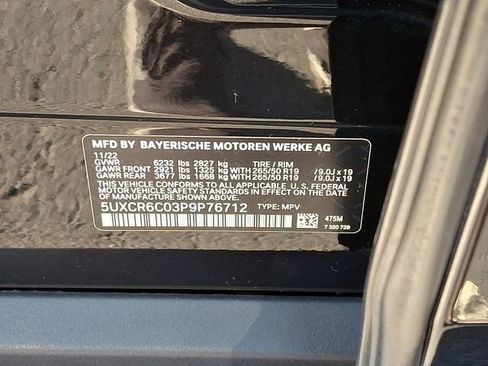 MFD BY BAYERISCHE MOTOREN WERKE AG
11/22
GVWR 6232 lbs 2827 kg TIRE / RIM
GAWR FRONT 2921 lbs 1325 kg WITH 265/50 R19 / 9.0J x 19
GAWR REAR 3677 lbs 1668 kg WITH 265/50 R19 / 9.0J x 19
THIS VEHICLE CONFORMS TO ALL APPLICABLE U. S. FEDERAL
MOTOR VEHICLE SAFETY STANDARDS IN EFFECT ON THE
DATE OF MANUFACTURE SHOWN ABOVE.
5UXCR6C03P9P76712 TYPE: MPV 475M
7 320 729